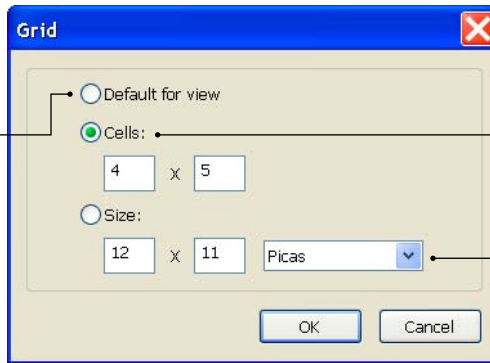 Grid
Default for view
Cells:
4 x 5
Size:
12 x 11 Picas
OK Cancel